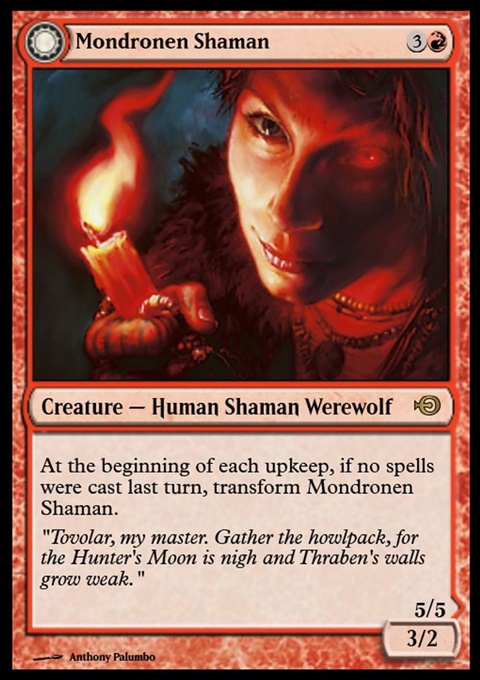 Mondronen Shaman
3
Creature — Human Shaman Werewolf
At the beginning of each upkeep, if no spells
were cast last turn, transform Mondronen
Shaman.
"Tovolar, my master. Gather the howlpack, for
the Hunter's Moon is nigh and Thraben's walls
grow weak."
5/5
3/2
Anthony Palumbo